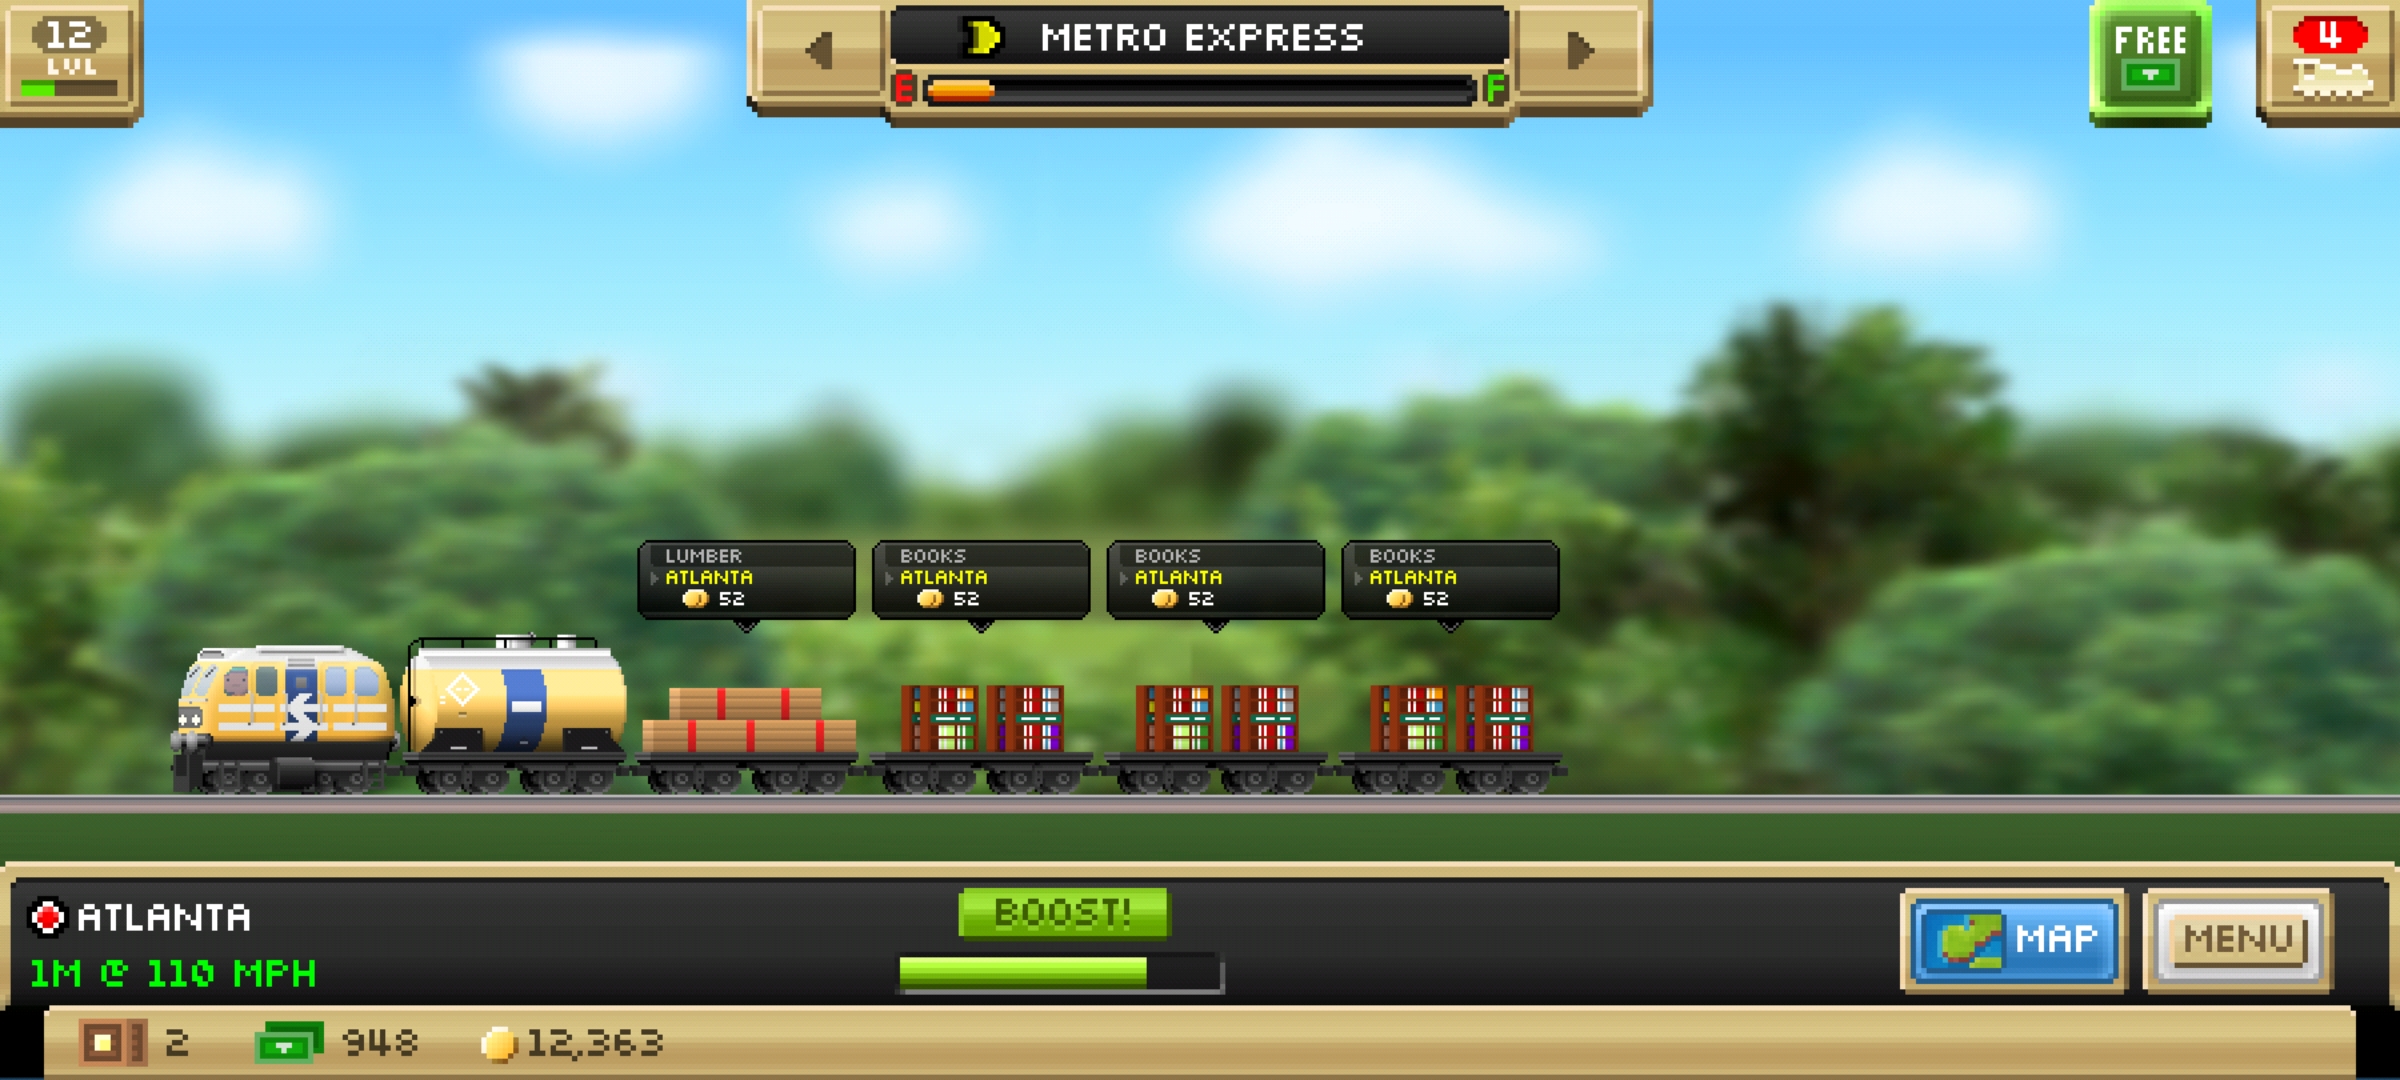 12
LVL
METRO EXPRESS
E F
FREE
4
LUMBER
ATLANTA
52
BOOKS
ATLANTA
52
BOOKS
ATLANTA
52
BOOKS
ATLANTA
52
ATLANTA
1M @ 110 MPH
BOOST!
MAP
MENU
2 948 12,363